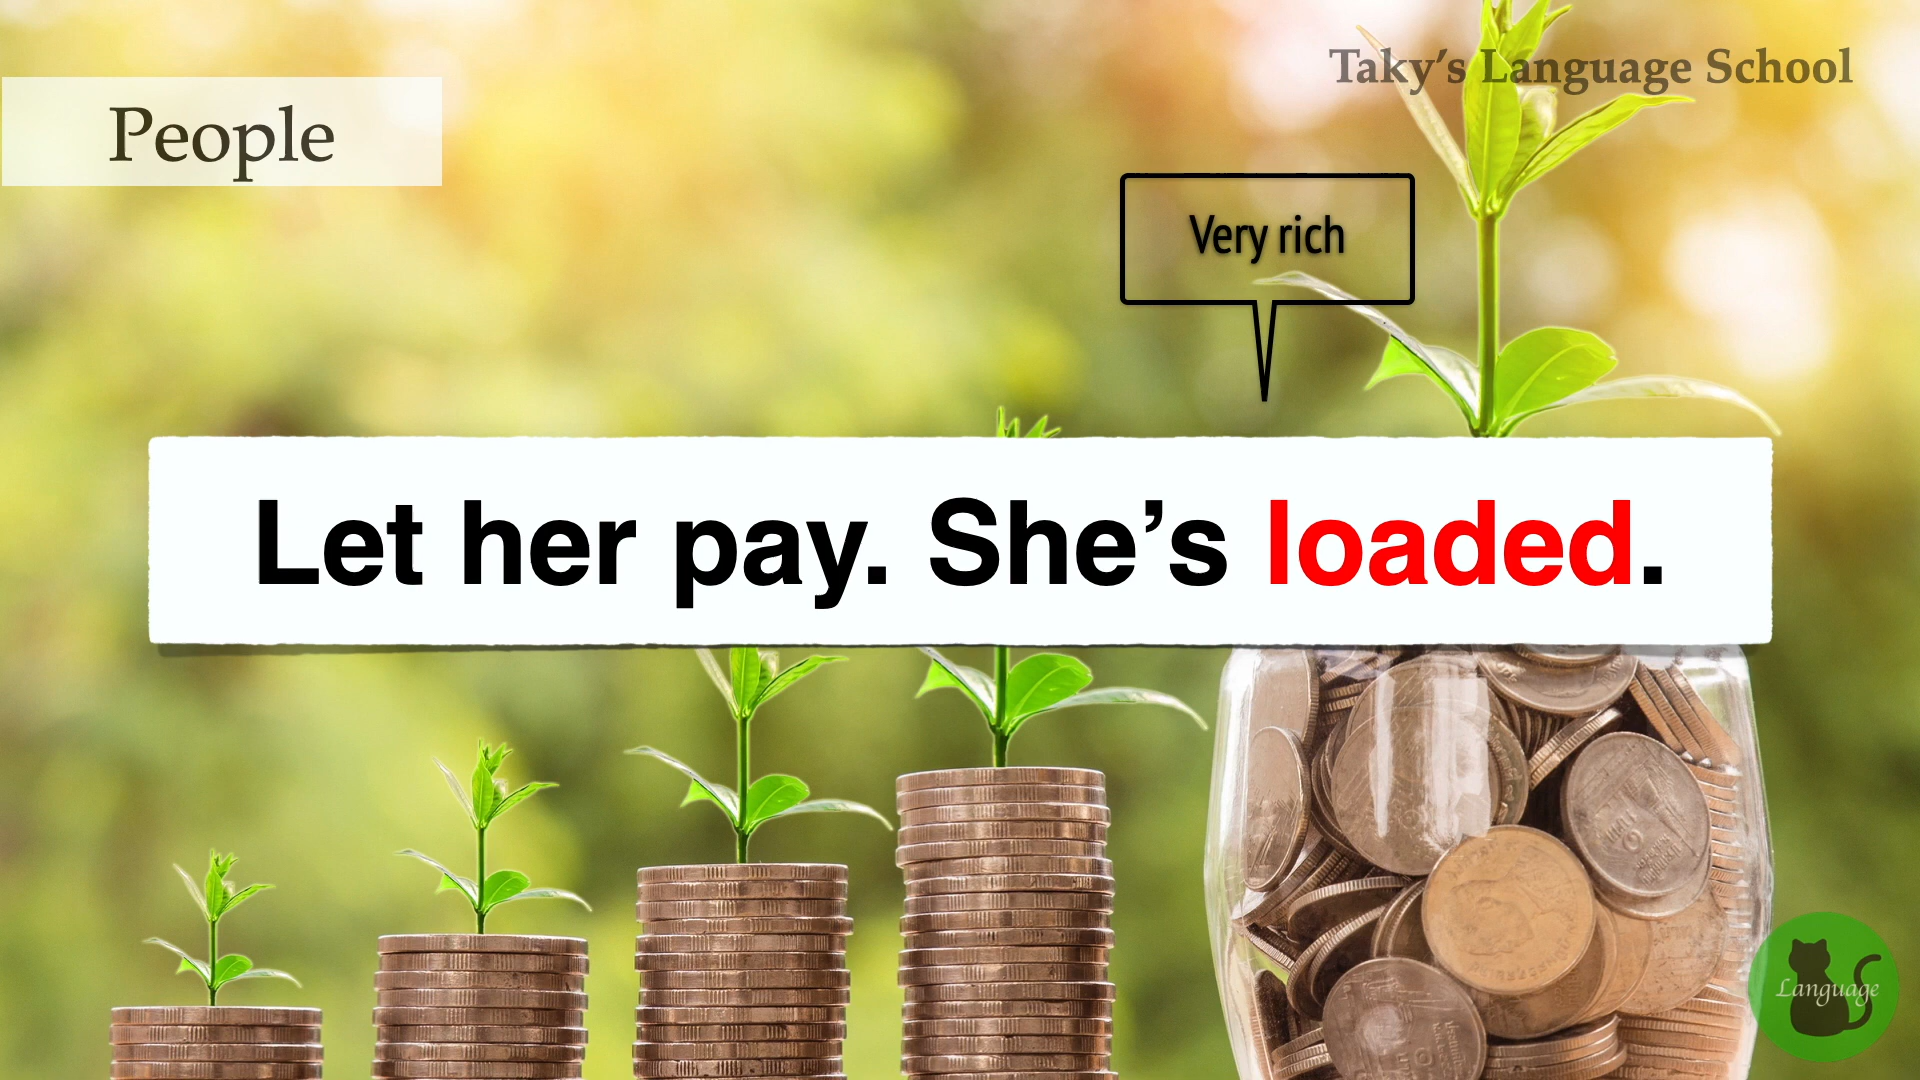 Taky’s Language School
People
Very rich
Let her pay. She’s loaded.
Language